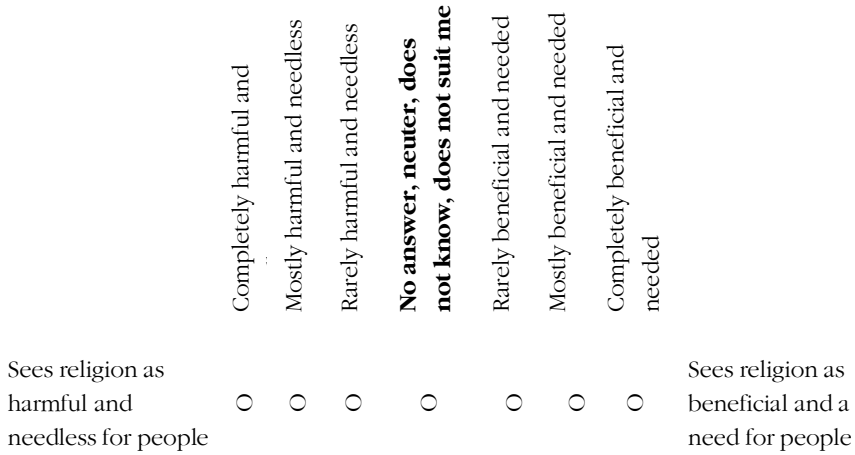 Completely harmful and
Mostly harmful and needless
Rarely harmful and needless
No answer, neuter, does
not know, does not suit me
Rarely beneficial and needed
Mostly beneficial and needed
Completely beneficial and
needed
Sees religion as
harmful and
needless for people
O O O O O O O
Sees religion as
beneficial and a
need for people